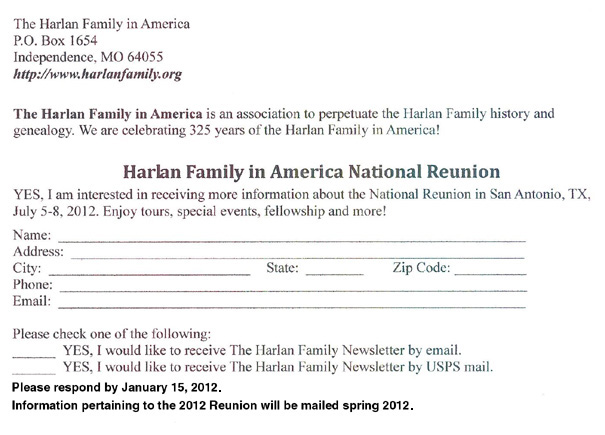 The Harlan Family in America
P.O. Box 1654
Independence, MO 64055
http://www.harlanfamily.org
The Harlan Family in America is an association to perpetuate the Harlan Family history and
genealogy. We are celebrating 325 years of the Harlan Family in America!
Harlan Family in America National Reunion
YES, I am interested in receiving more information about the National Reunion in San Antonio, TX,
July 5-8, 2012. Enjoy tours, special events, fellowship and more!
Name: ____________________
Address: ____________________
City: ____________________ State: __________ Zip Code: __________
Phone: ____________________
Email: ____________________
Please check one of the following:
______ YES, I would like to receive The Harlan Family Newsletter by email.
______ YES, I would like to receive The Harlan Family Newsletter by USPS mail.
Please respond by January 15, 2012.
Information pertaining to the 2012 Reunion will be mailed spring 2012.